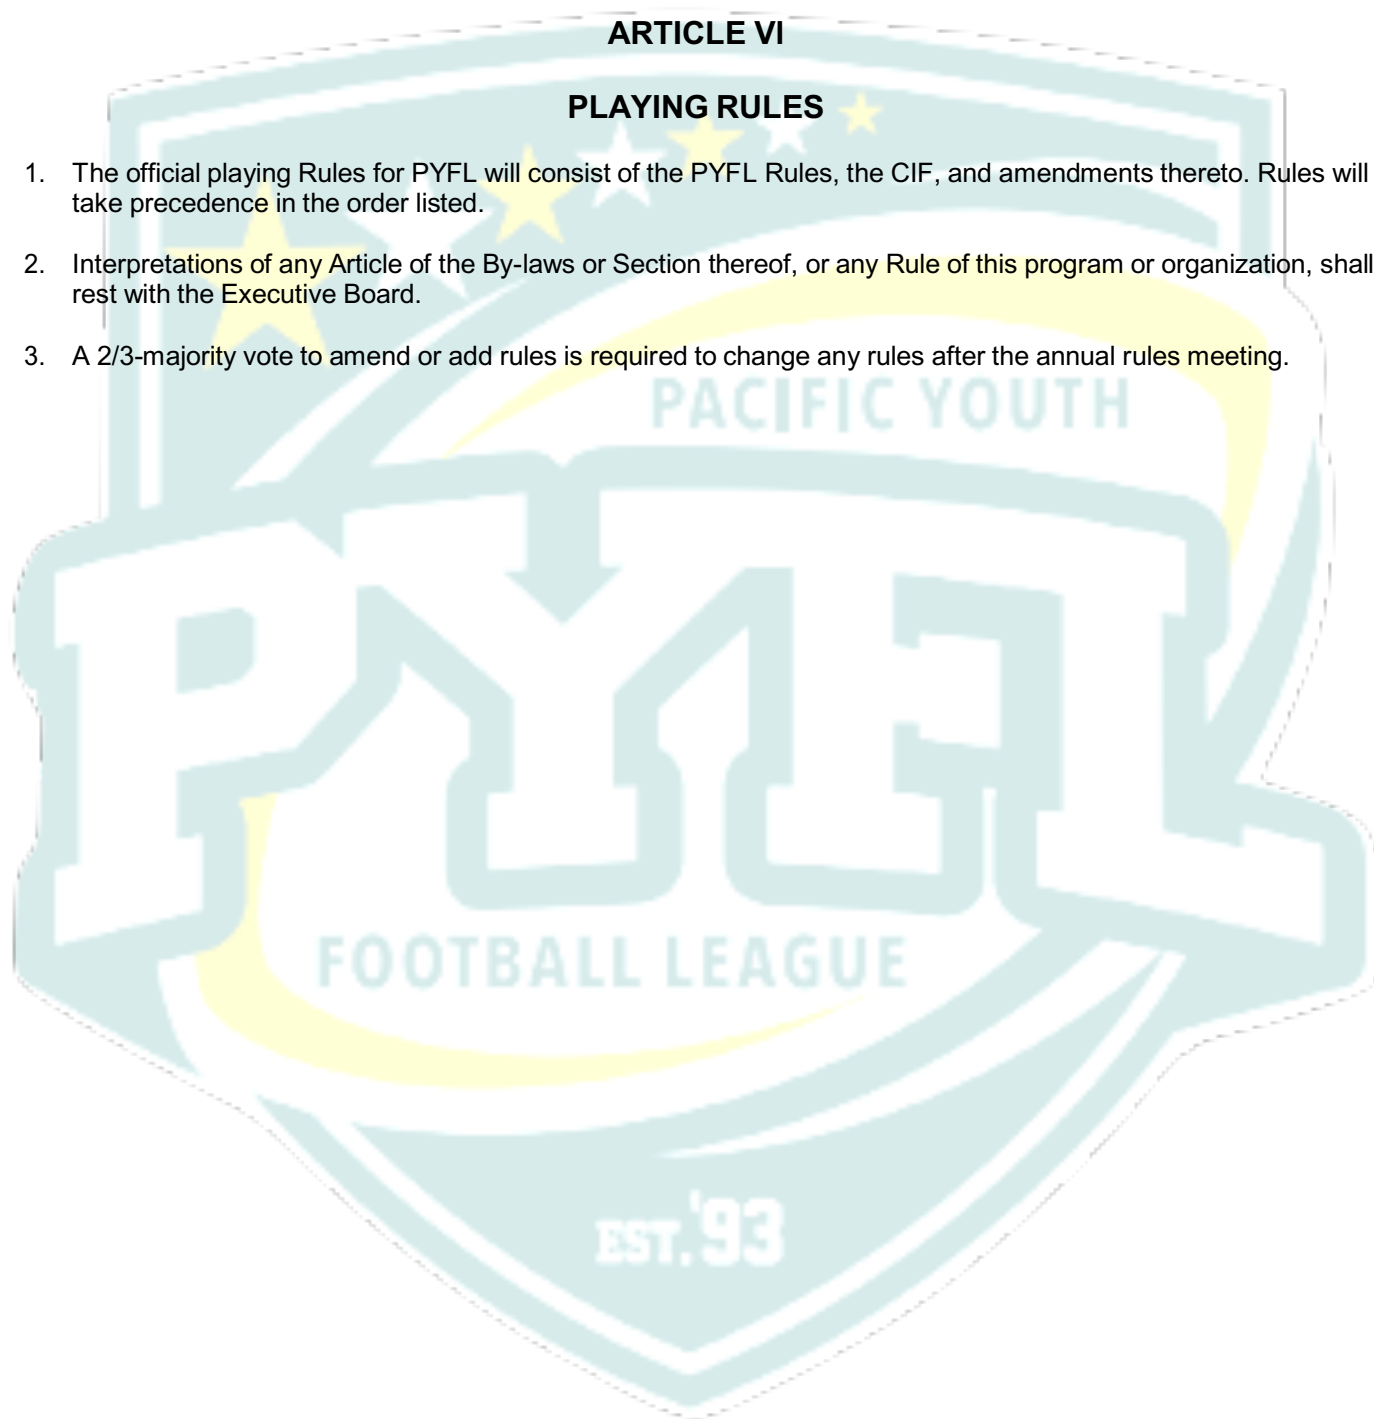 ARTICLE VI
PLAYING RULES
1. The official playing Rules for PYFL will consist of the PYFL Rules, the CIF, and amendments thereto. Rules will
take precedence in the order listed.
2. Interpretations of any Article of the By-laws or Section thereof, or any Rule of this program or organization, shall
rest with the Executive Board.
3. A 2/3-majority vote to amend or add rules is required to change any rules after the annual rules meeting.
PACIFIC YOUTH
PYFL
FOOTBALL LEAGUE
EST. '93